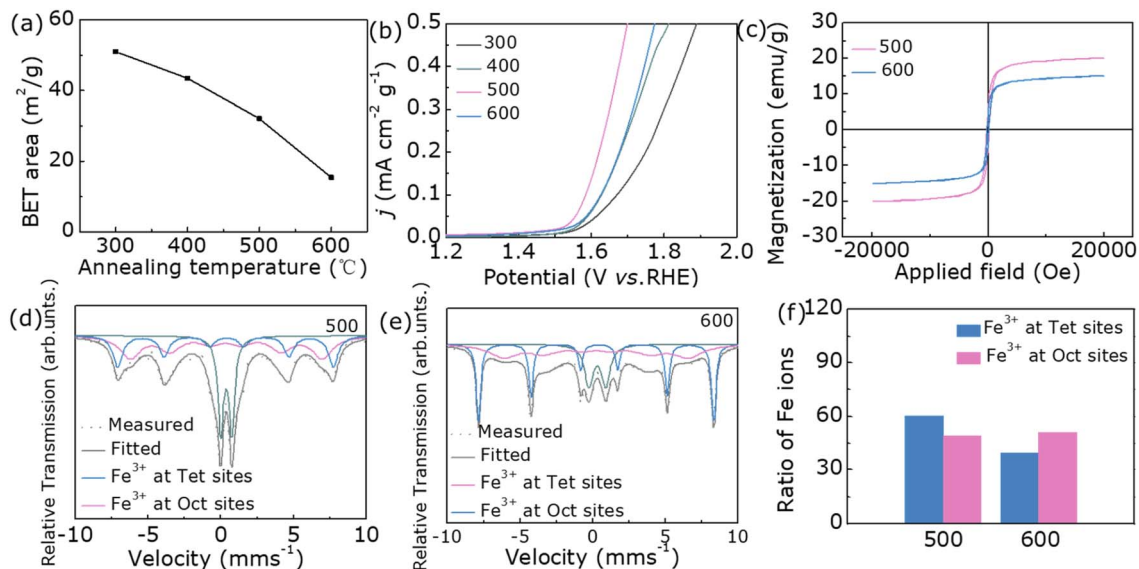 (a)
60
40
20
0
BET area (m²/g)
300 400 500 600
Annealing temperature (℃)
(b)
0.5
0.4
0.3
0.2
0.1
0.0
j (mA cm⁻² g⁻¹)
300
400
500
600
1.2 1.4 1.6 1.8 2.0
Potential (V vs.RHE)
(c)
30
20
10
0
-10
-20
-30
Magnetization (emu/g)
500
600
-20000 0 20000
Applied field (Oe)
(d)
500
Relative Transmission (arb.unts.)
Measured
Fitted
Fe³⁺ at Tet sites
Fe³⁺ at Oct sites
-10 -5 0 5 10
Velocity (mms⁻¹)
(e)
600
Relative Transmission (arb.unts.)
Measured
Fitted
Fe³⁺ at Tet sites
Fe³⁺ at Oct sites
-10 -5 0 5 10
Velocity (mms⁻¹)
(f)
120
90
60
30
0
Ratio of Fe ions
Fe³⁺ at Tet sites
Fe³⁺ at Oct sites
500 600